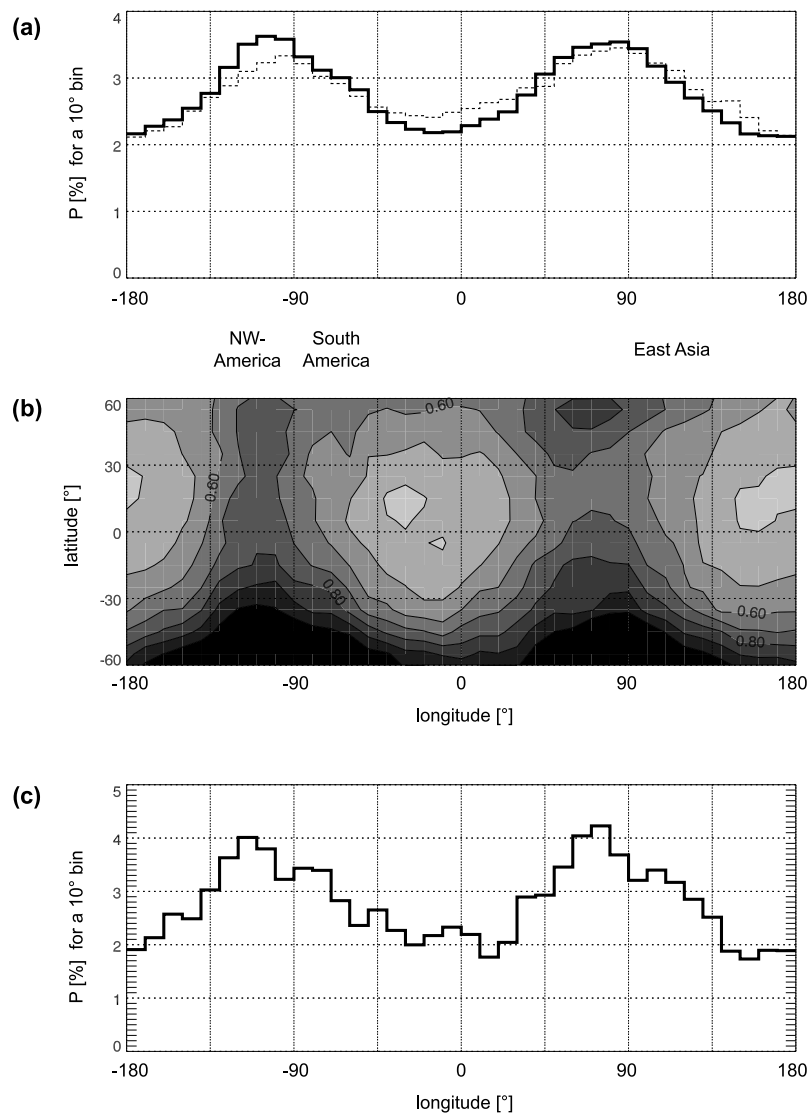 (a)
4
3
2
1
0
P [%] for a 10° bin
-180 -90 0 90 180
NW-
America
South
America
East Asia
(b)
60
30
0
-30
-60
latitude [°]
0.60
0.60
0.80
0.60
0.80
-180 -90 0 90 180
longitude [°]
(c)
5
4
3
2
1
0
P [%] for a 10° bin
-180 -90 0 90 180
longitude [°]